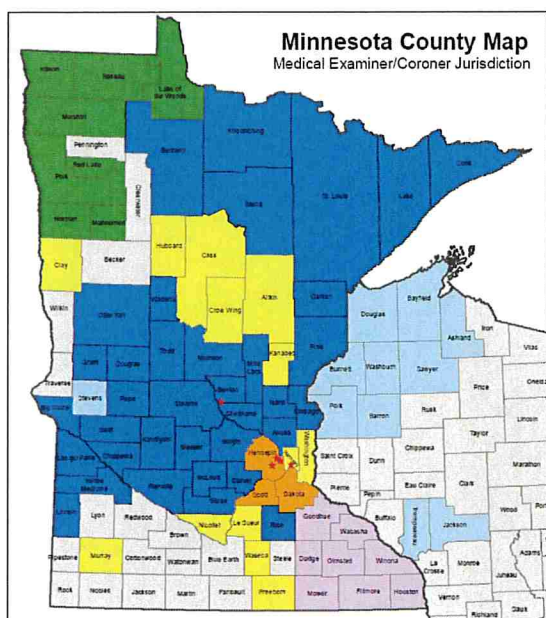 Minnesota County Map
Medical Examiner/Coroner Jurisdiction
Kittson
Roseau
Lake of
the Woods
Marshall
Koochiching
Pennington
Beltrami
Cook
Red Lake
Polk
Clearwater
St. Louis
Lake
Itasca
Norman
Mahnomen
Hubbard
Cass
Clay
Becker
Aitkin
Crow Wing
Wadena
Carlton
Douglas
Bayfield
Wilkin
Otter Tail
Ashland
Iron
Kanabec
Pine
Vilas
Todd
Morrison
Mille
Lacs
Burnett
Washburn
Sawyer
Oneida
Grant
Douglas
Price
Traverse
Stevens
Pope
Benton
Polk
Barron
Rusk
Lincoln
Big Stone
Stearns
Sherburne
Isanti
Chisago
Taylor
Swift
Kandiyohi
Meeker
Wright
Anoka
Washington
Saint Croix
Dunn
Chippewa
Marathon
Lac qui Parle
Chippewa
Hennepin
Yellow
Medicine
Renville
McLeod
Carver
Scott
Dakota
Pierce
Pepin
Eau Claire
Clark
Sibley
Lincoln
Lyon
Redwood
Nicollet
Le Sueur
Rice
Goodhue
Wabasha
Buffalo
Trempealeau
Jackson
Wood
Brown
Pipestone
Murray
Cottonwood
Watonwan
Blue Earth
Waseca
Steele
Dodge
Olmsted
Winona
La
Crosse
Monroe
Juneau
Adams
Rock
Nobles
Jackson
Martin
Faribault
Freeborn
Mower
Fillmore
Houston
Vernon
Richland
Sauk